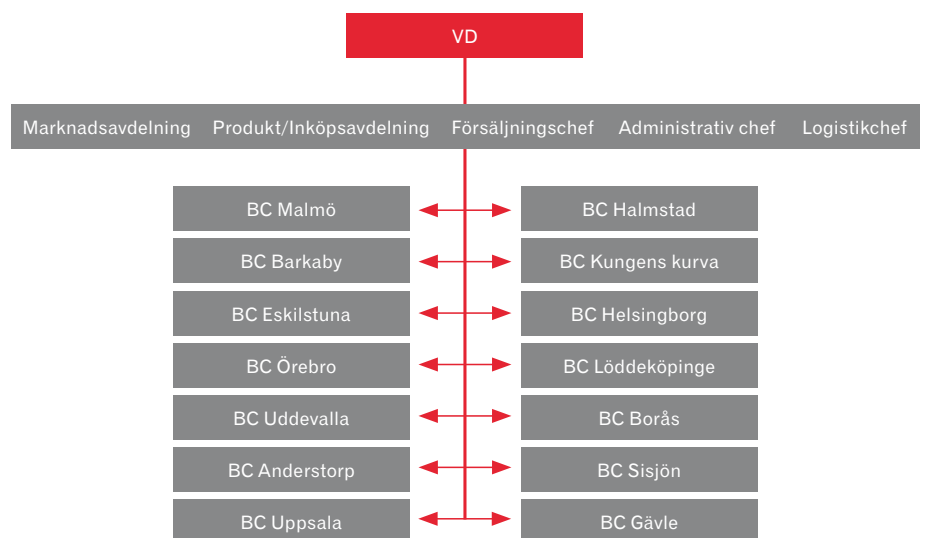 VD
Marknadsavdelning Produkt/Inköpsavdelning Försäljningschef Administrativ chef Logistikchef
BC Malmö BC Halmstad
BC Barkaby BC Kungens kurva
BC Eskilstuna BC Helsingborg
BC Örebro BC Löddeköpinge
BC Uddevalla BC Borås
BC Anderstorp BC Sisjön
BC Uppsala BC Gävle